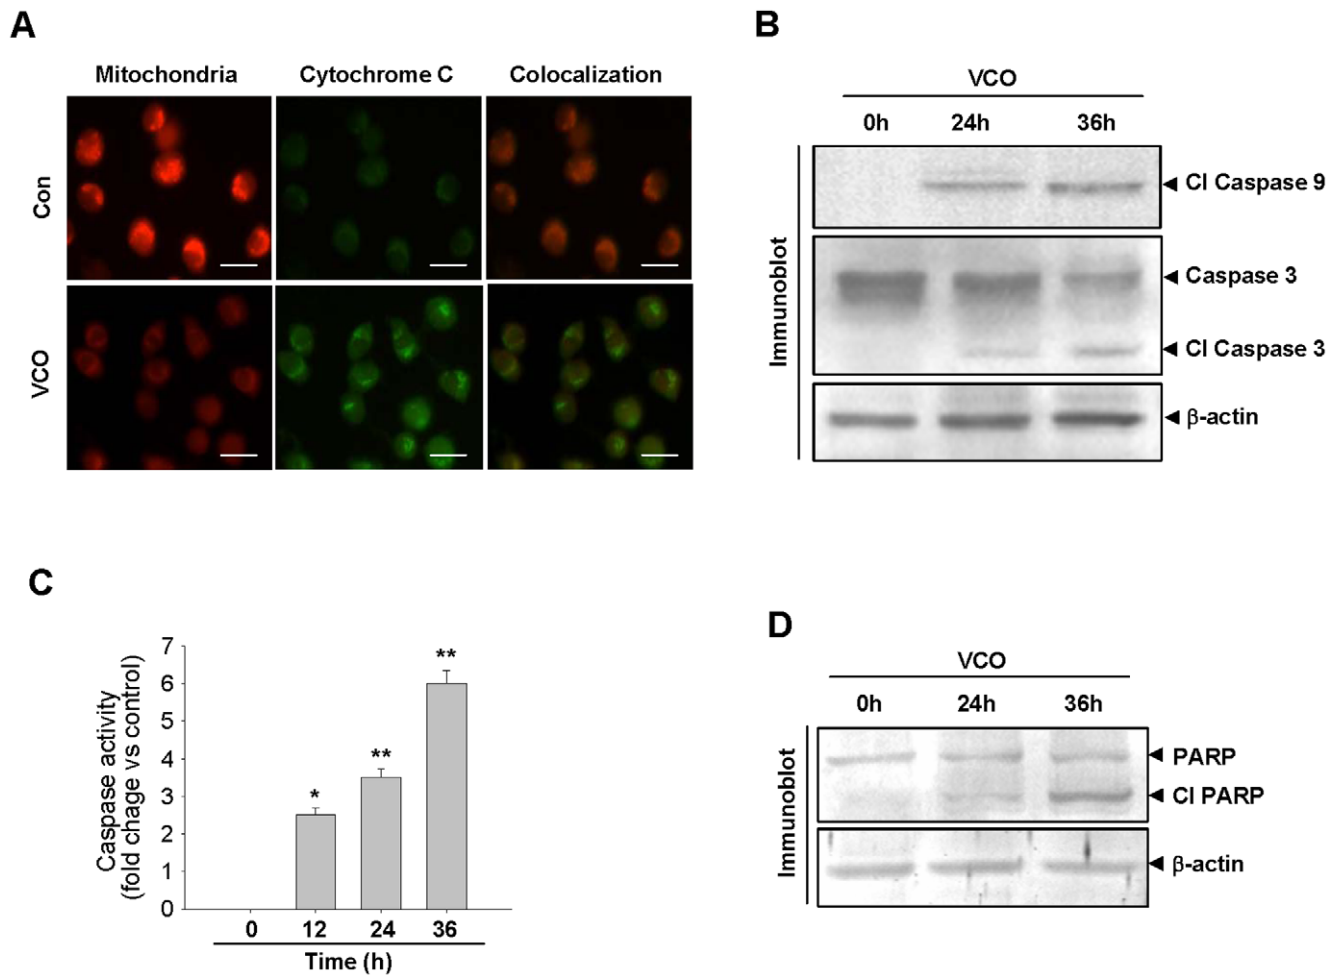 A
Mitochondria Cytochrome C Colocalization
Con
VCO
B
VCO
0h 24h 36h
Immunoblot
Cl Caspase 9
Caspase 3
Cl Caspase 3
β-actin
C
Caspase activity
(fold chage vs control)
7
6
5
4
3
2
1
0
*
**
**
0 12 24 36
Time (h)
D
VCO
0h 24h 36h
Immunoblot
PARP
Cl PARP
β-actin